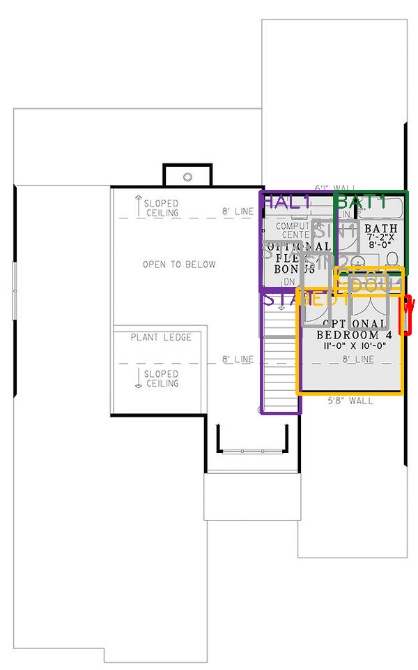 6'7" WALL
HAL1
BAT1
SLOPED
CEILING
8' LINE
LIN.
COMPUTER
CENTER
SIN1
BATH
7'-2"X
8'-0"
OPTIONAL
FLEX
BONUS
OPEN TO BELOW
SIN2
DN
STA1
BED1
PLANT LEDGE
OPTIONAL
BEDROOM 4
11'-0" X 10'-0"
8' LINE
8' LINE
SLOPED
CEILING
5'8" WALL